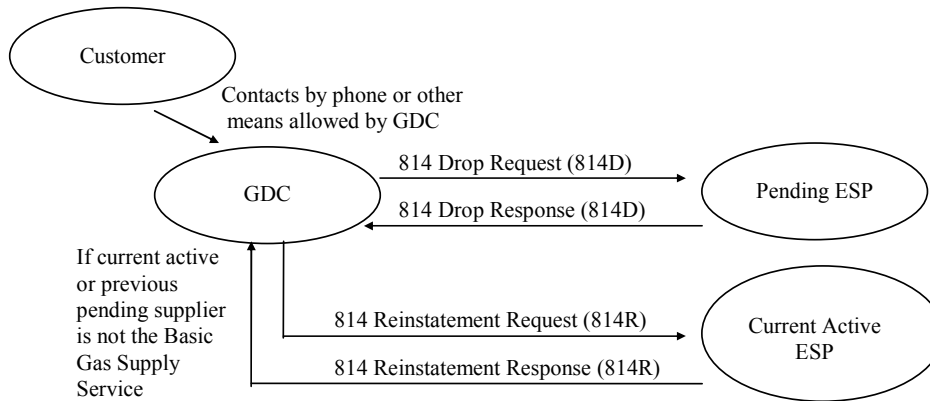 Customer
Contacts by phone or other
means allowed by GDC
814 Drop Request (814D)
GDC
Pending ESP
814 Drop Response (814D)
If current active
or previous
pending supplier
is not the Basic
Gas Supply
Service
814 Reinstatement Request (814R)
Current Active
ESP
814 Reinstatement Response (814R)